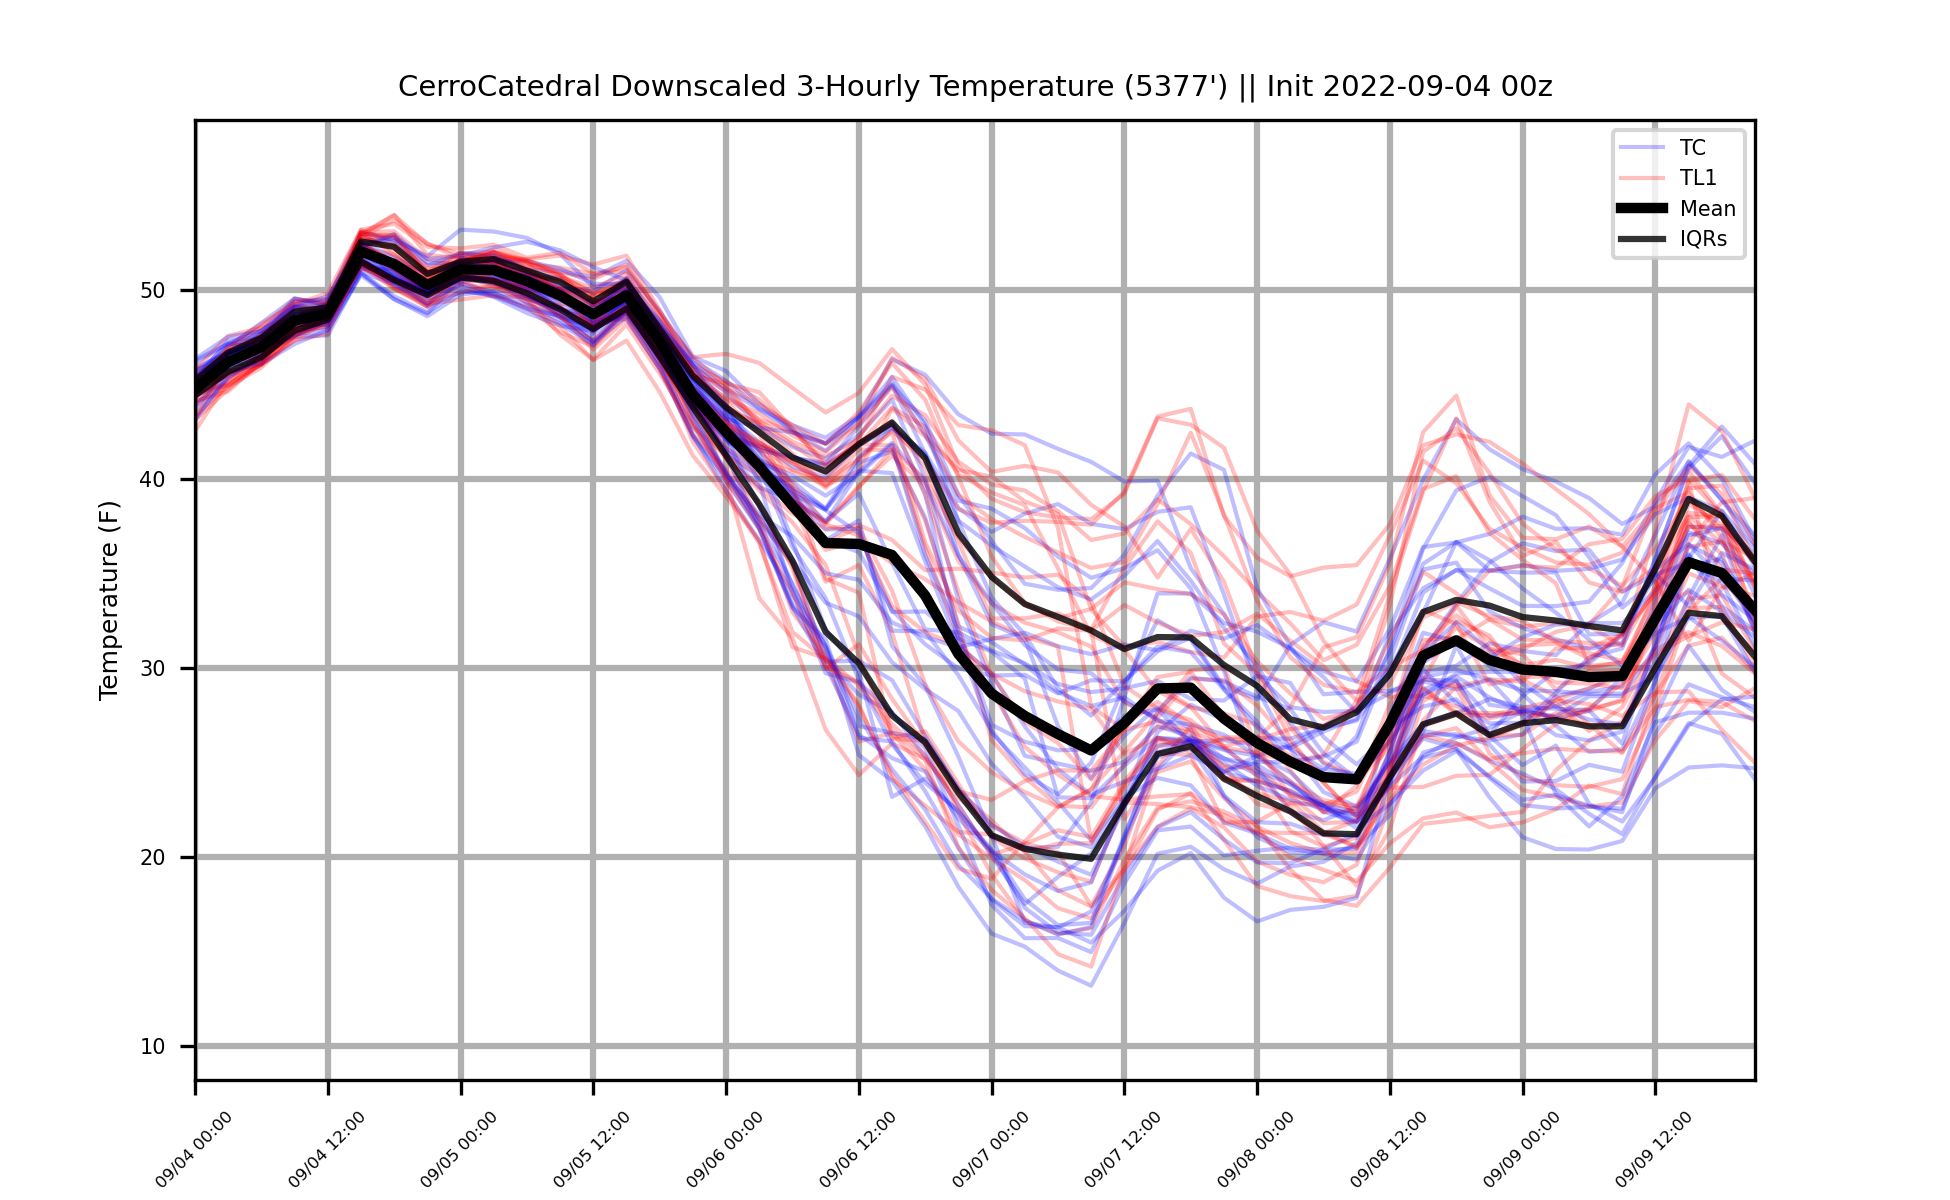 CerroCatedral Downscaled 3-Hourly Temperature (5377') || Init 2022-09-04 00z
TC
TL1
Mean
IQRs
Temperature (F)
50
40
30
20
10
09/04 00:00
09/04 12:00
09/05 00:00
09/05 12:00
09/06 00:00
09/06 12:00
09/07 00:00
09/07 12:00
09/08 00:00
09/08 12:00
09/09 00:00
09/09 12:00